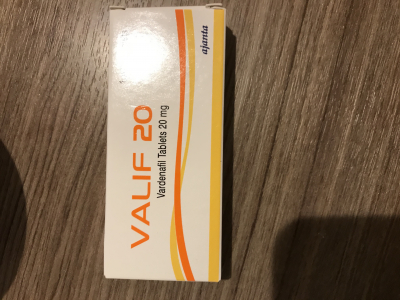 VALIF 20
Vardenafil Tablets 20 mg
ajanta